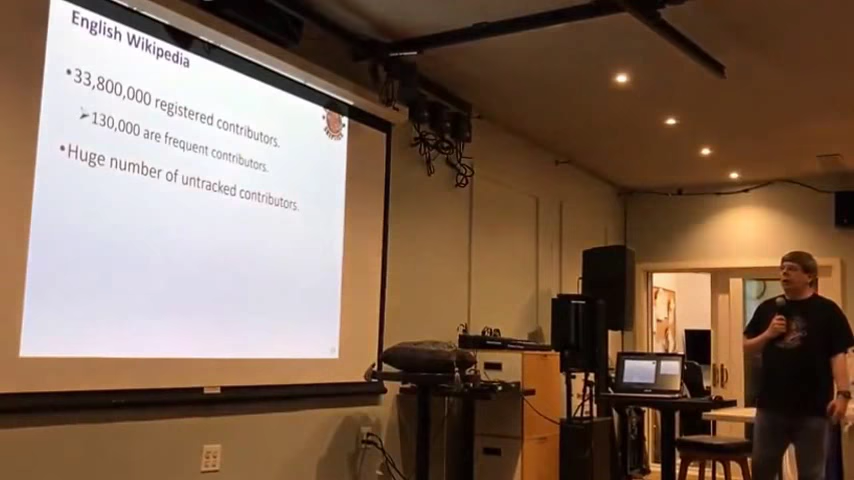 English Wikipedia
•33,800,000 registered contributors.
➢130,000 are frequent contributors.
•Huge number of untracked contributors.